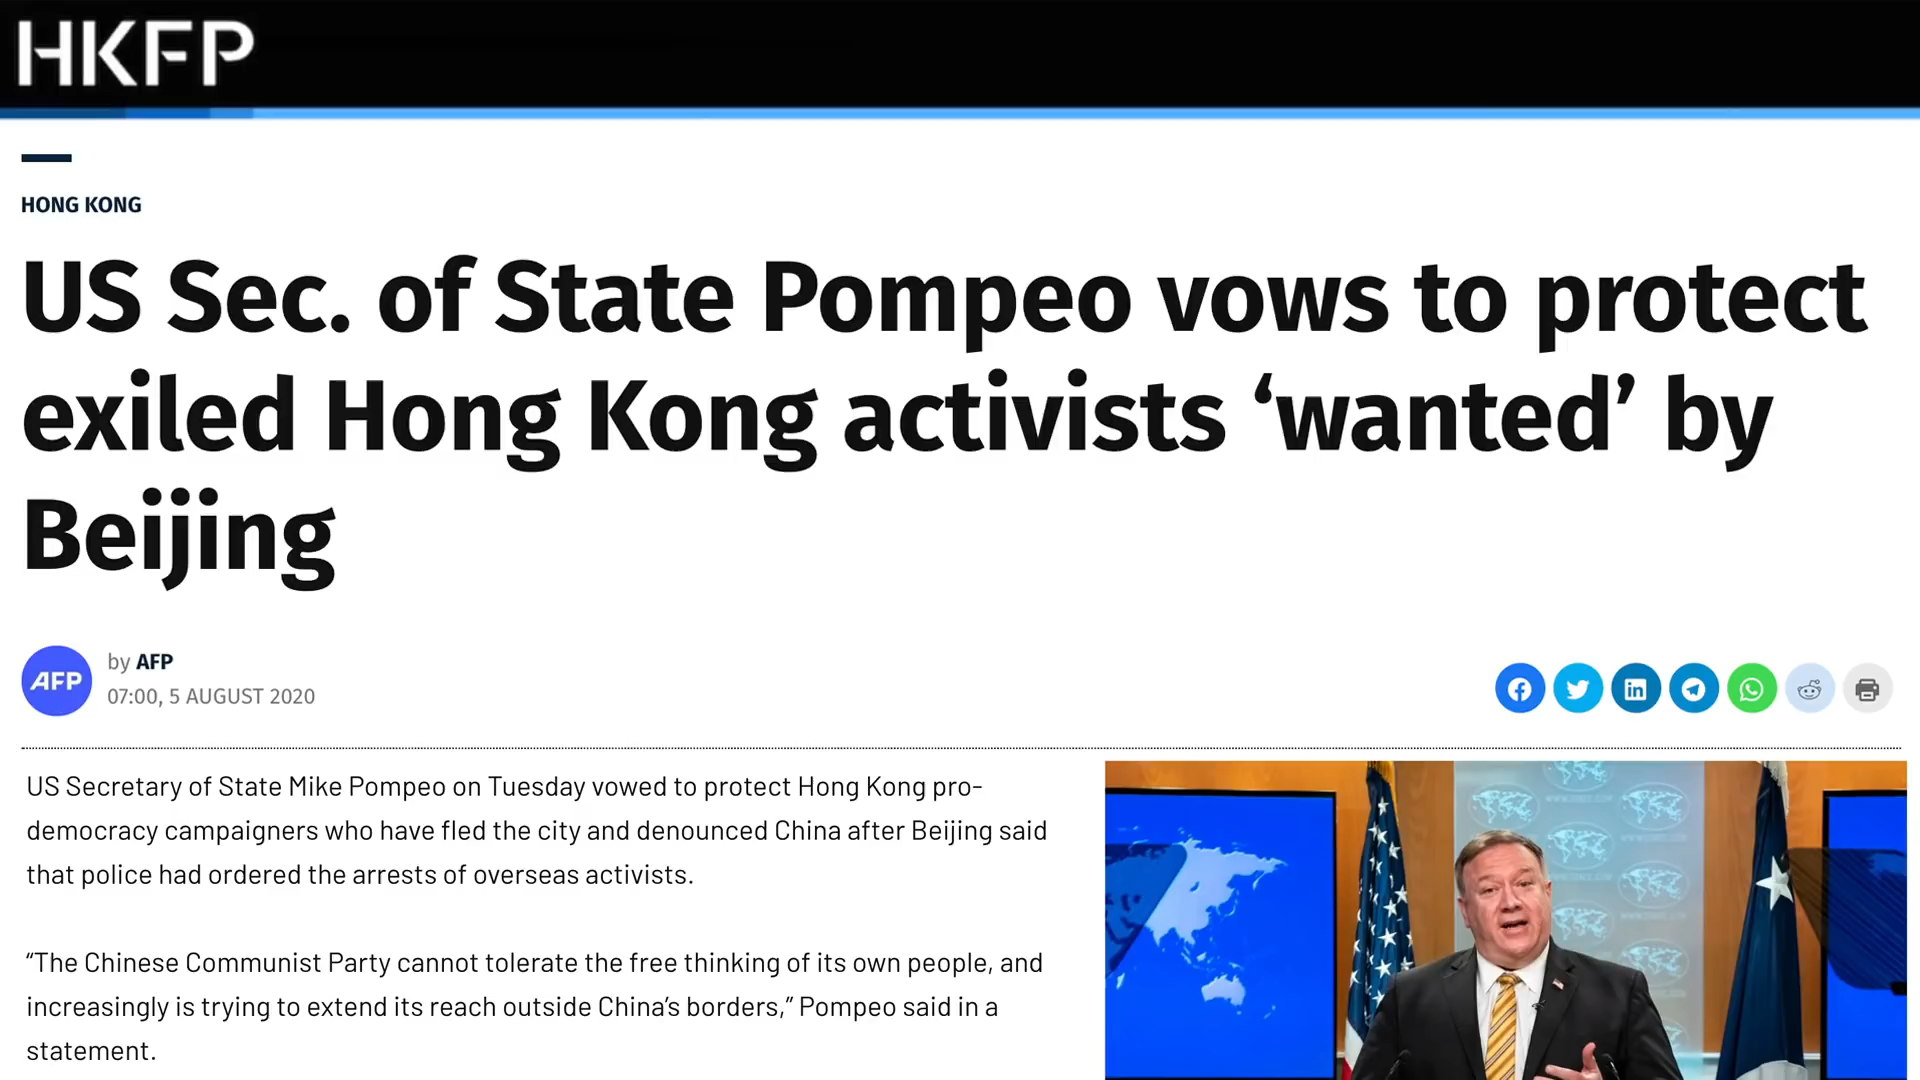 HKFP
HONG KONG
US Sec. of State Pompeo vows to protect
exiled Hong Kong activists ‘wanted’ by
Beijing
AFP
by AFP
07:00, 5 AUGUST 2020
US Secretary of State Mike Pompeo on Tuesday vowed to protect Hong Kong pro-
democracy campaigners who have fled the city and denounced China after Beijing said
that police had ordered the arrests of overseas activists.
“The Chinese Communist Party cannot tolerate the free thinking of its own people, and
increasingly is trying to extend its reach outside China’s borders,” Pompeo said in a
statement.